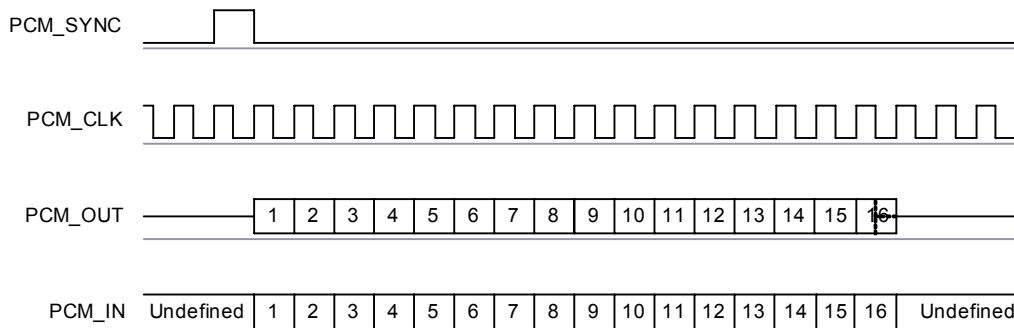 PCM_SYNC
PCM_CLK
PCM_OUT 1 2 3 4 5 6 7 8 9 10 11 12 13 14 15 16
PCM_IN Undefined 1 2 3 4 5 6 7 8 9 10 11 12 13 14 15 16 Undefined